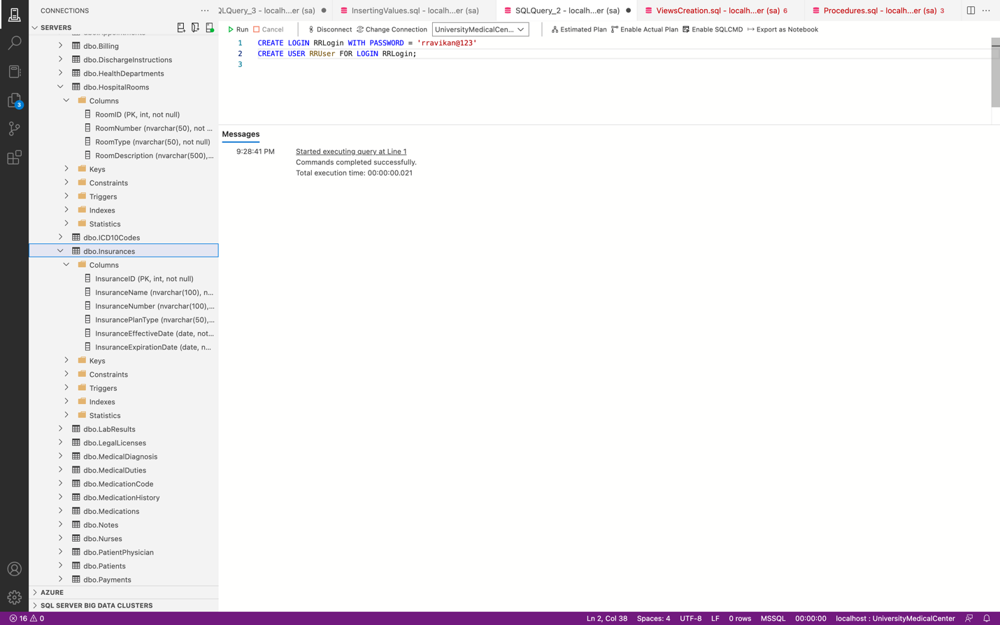 CONNECTIONS ···
SERVERS
dbo.Appointments
dbo.Billing
dbo.DischargeInstructions
dbo.HealthDepartments
dbo.HospitalRooms
Columns
RoomID (PK, int, not null)
RoomNumber (nvarchar(50), not ...
RoomType (nvarchar(50), not null)
RoomDescription (nvarchar(500),...
Keys
Constraints
Triggers
Indexes
Statistics
dbo.ICD10Codes
dbo.Insurances
Columns
InsuranceID (PK, int, not null)
InsuranceName (nvarchar(100), n...
InsuranceNumber (nvarchar(100),...
InsurancePlanType (nvarchar(50),...
InsuranceEffectiveDate (date, not...
InsuranceExpirationDate (date, n...
Keys
Constraints
Triggers
Indexes
Statistics
dbo.LabResults
dbo.LegalLicenses
dbo.MedicalDiagnosis
dbo.MedicalDuties
dbo.MedicationCode
dbo.MedicationHistory
dbo.Medications
dbo.Notes
dbo.Nurses
dbo.PatientPhysician
dbo.Patients
dbo.Payments
AZURE
SQL SERVER BIG DATA CLUSTERS
3
QLQuery_3 - localh...er (sa) InsertingValues.sql - localh...er (sa) SQLQuery_2 - localh...er (sa) ViewsCreation.sql - localh...er (sa) 6 Procedures.sql - localh...er (sa) 3 ···
Run Cancel Disconnect Change Connection UniversityMedicalCen... Estimated Plan Enable Actual Plan Enable SQLCMD Export as Notebook
1 CREATE LOGIN RRLogin WITH PASSWORD = 'rravikan@123'
2 CREATE USER RRUser FOR LOGIN RRLogin;
3
Messages
9:28:41 PM Started executing query at Line 1
Commands completed successfully.
Total execution time: 00:00:00.021
16 0 Ln 2, Col 38 Spaces: 4 UTF-8 LF 0 rows MSSQL 00:00:00 localhost : UniversityMedicalCenter